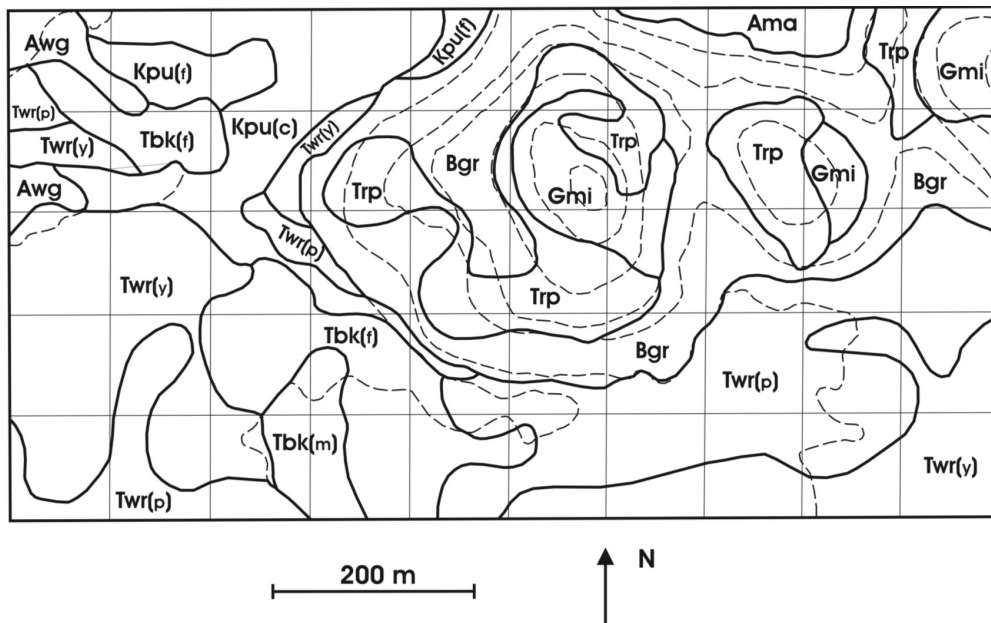 Awg
Kpu(f)
Kpu(f)
Ama
Trp
Gmi
Twr(p)
Twr(y)
Tbk(f)
Kpu(c)
Twr(y)
Trp
Bgr
Trp
Gmi
Trp
Gmi
Bgr
Awg
Twr(p)
Twr(y)
Trp
Tbk(f)
Bgr
Twr(p)
Tbk(m)
Twr(p)
Twr(y)
200 m
N